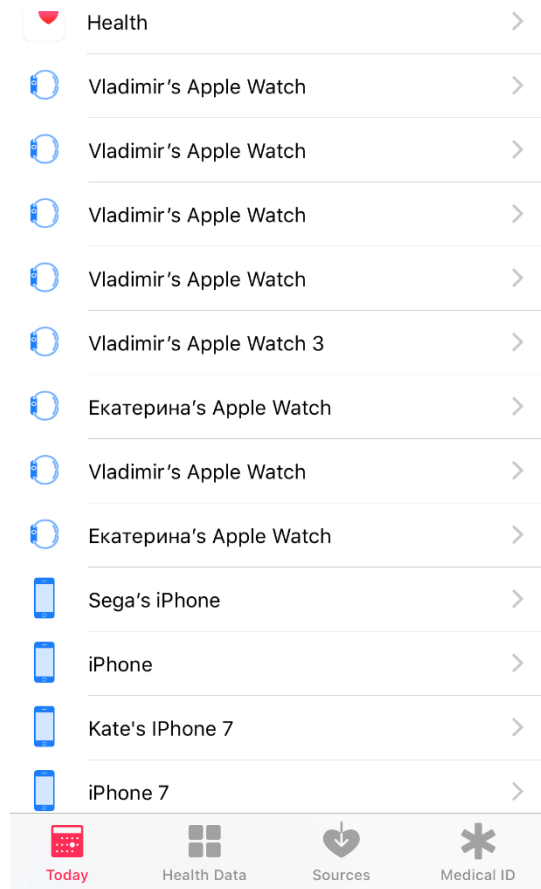 Health
Vladimir's Apple Watch
Vladimir's Apple Watch
Vladimir's Apple Watch
Vladimir's Apple Watch
Vladimir's Apple Watch 3
Екатерина's Apple Watch
Vladimir's Apple Watch
Екатерина's Apple Watch
Sega's iPhone
iPhone
Kate's IPhone 7
iPhone 7
Today Health Data Sources Medical ID